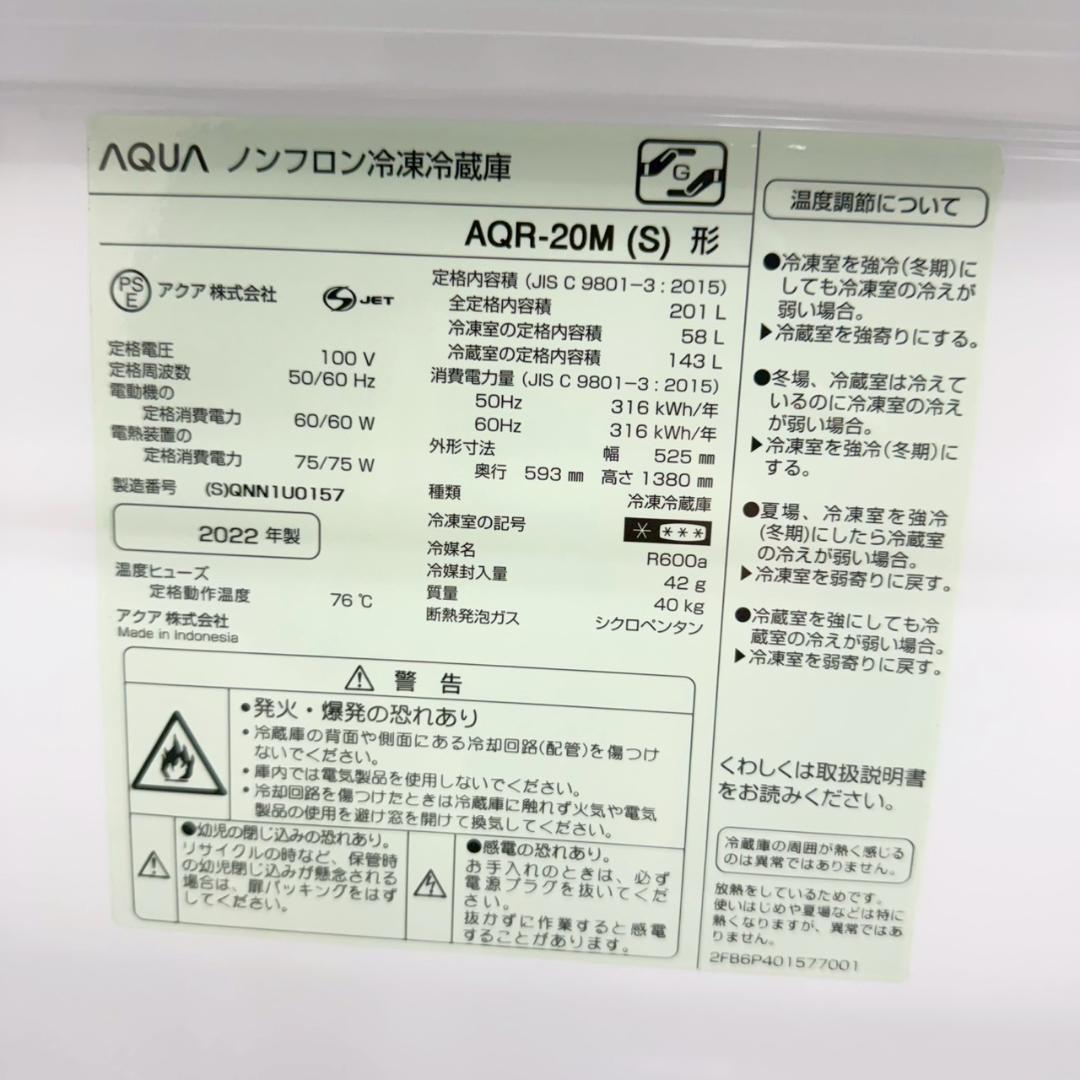 AQUA ノンフロン冷凍冷蔵庫
G
AQR-20M (S) 形
PS
E
アクア 株式会社
S JET
定格電圧 100 V
定格周波数 50/60 Hz
電動機の
定格消費電力 60/60 W
電熱装置の
定格消費電力 75/75 W
製造番号 (S)QNN1U0157
2022 年製
温度ヒューズ
定格動作温度 76 ℃
アクア 株式会社
Made in Indonesia
定格内容積 (JIS C 9801-3 : 2015)
全定格内容積 201 L
冷凍室の定格内容積 58 L
冷蔵室の定格内容積 143 L
消費電力量 (JIS C 9801-3 : 2015)
50Hz 316 kWh/年
60Hz 316 kWh/年
外形寸法 幅 525 ㎜
奥行 593 ㎜ 高さ 1380 ㎜
種類 冷凍冷蔵庫
冷凍室の記号 * ***
冷媒名 R600a
冷媒封入量 42 g
質量 40 kg
断熱発泡ガス シクロペンタン
⚠ 警 告
●発火・爆発の恐れあり
・冷蔵庫の背面や側面にある冷却回路(配管)を傷つけ
ないでください。
・庫内では電気製品を使用しないでください。
・冷却回路を傷つけたときは冷蔵庫に触れず火気や電気
製品の使用を避け窓を開けて換気してください。
●幼児の閉じ込みの恐れあり。
リサイクルの時など、保管時
の幼児閉じ込みが懸念される
場合は、扉パッキングをはず
してください。
●感電の恐れあり。
お手入れのときは、必ず
電源プラグを抜いてくだ
さい。
抜かずに作業すると感電
することがあります。
温度調節について
●冷凍室を強冷(冬期)に
しても冷凍室の冷えが
弱い場合。
▶冷蔵室を強寄りにする。
●冬場、冷蔵室は冷えて
いるのに冷凍室の冷え
が弱い場合。
▶冷凍室を強冷(冬期)に
する。
●夏場、冷凍室を強冷
(冬期)にしたら冷蔵室
の冷えが弱い場合。
▶冷凍室を弱寄りに戻す。
●冷蔵室を強にしても冷
蔵室の冷えが弱い場合。
▶冷凍室を弱寄りに戻す。
くわしくは取扱説明書
をお読みください。
冷蔵庫の周囲が熱く感じる
のは異常ではありません。
放熱をしているためです。
使いはじめや夏場などは特に
熱くなりますが、異常ではあ
りません。
2FB6P401577001